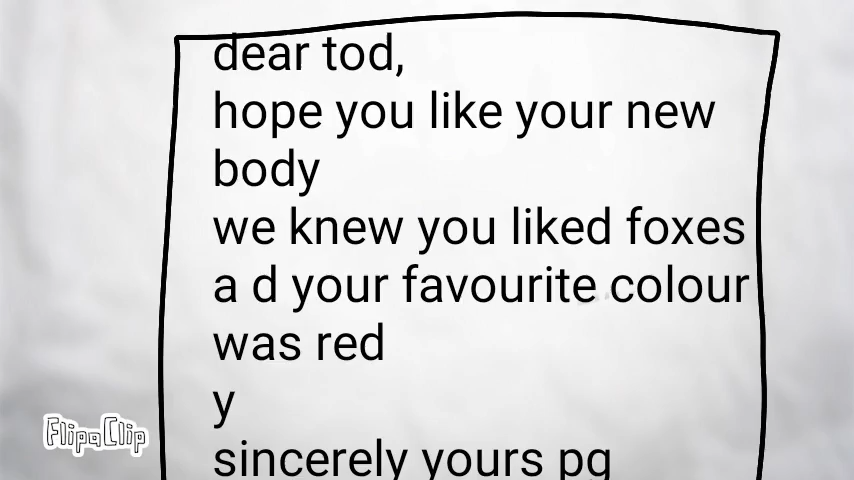 dear tod,
hope you like your new
body
we knew you liked foxes
a d your favourite colour
was red
y
sincerely yours pg
FlipaClip